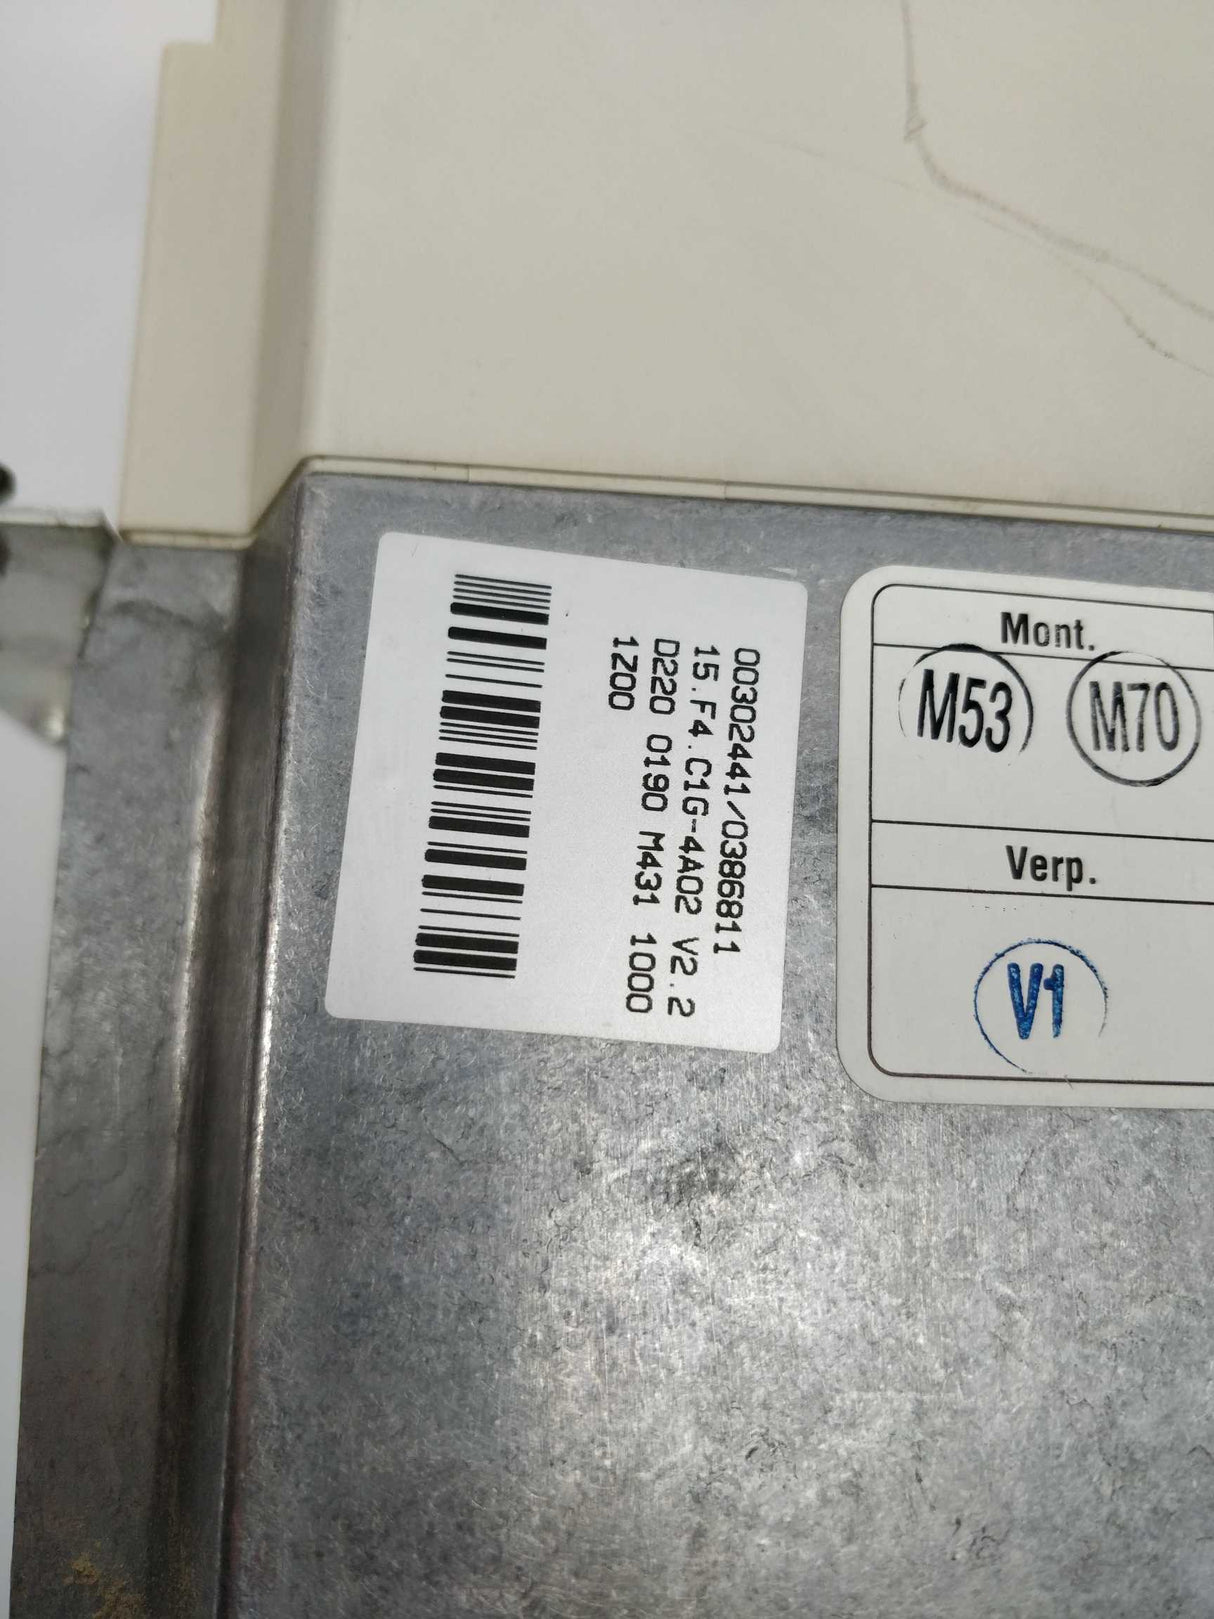 00302441/0386811
15.F4.C1G-4A02 V2.2
D220 0190 M431 1000
1200
Mont.
M53 M70
Verp.
V1